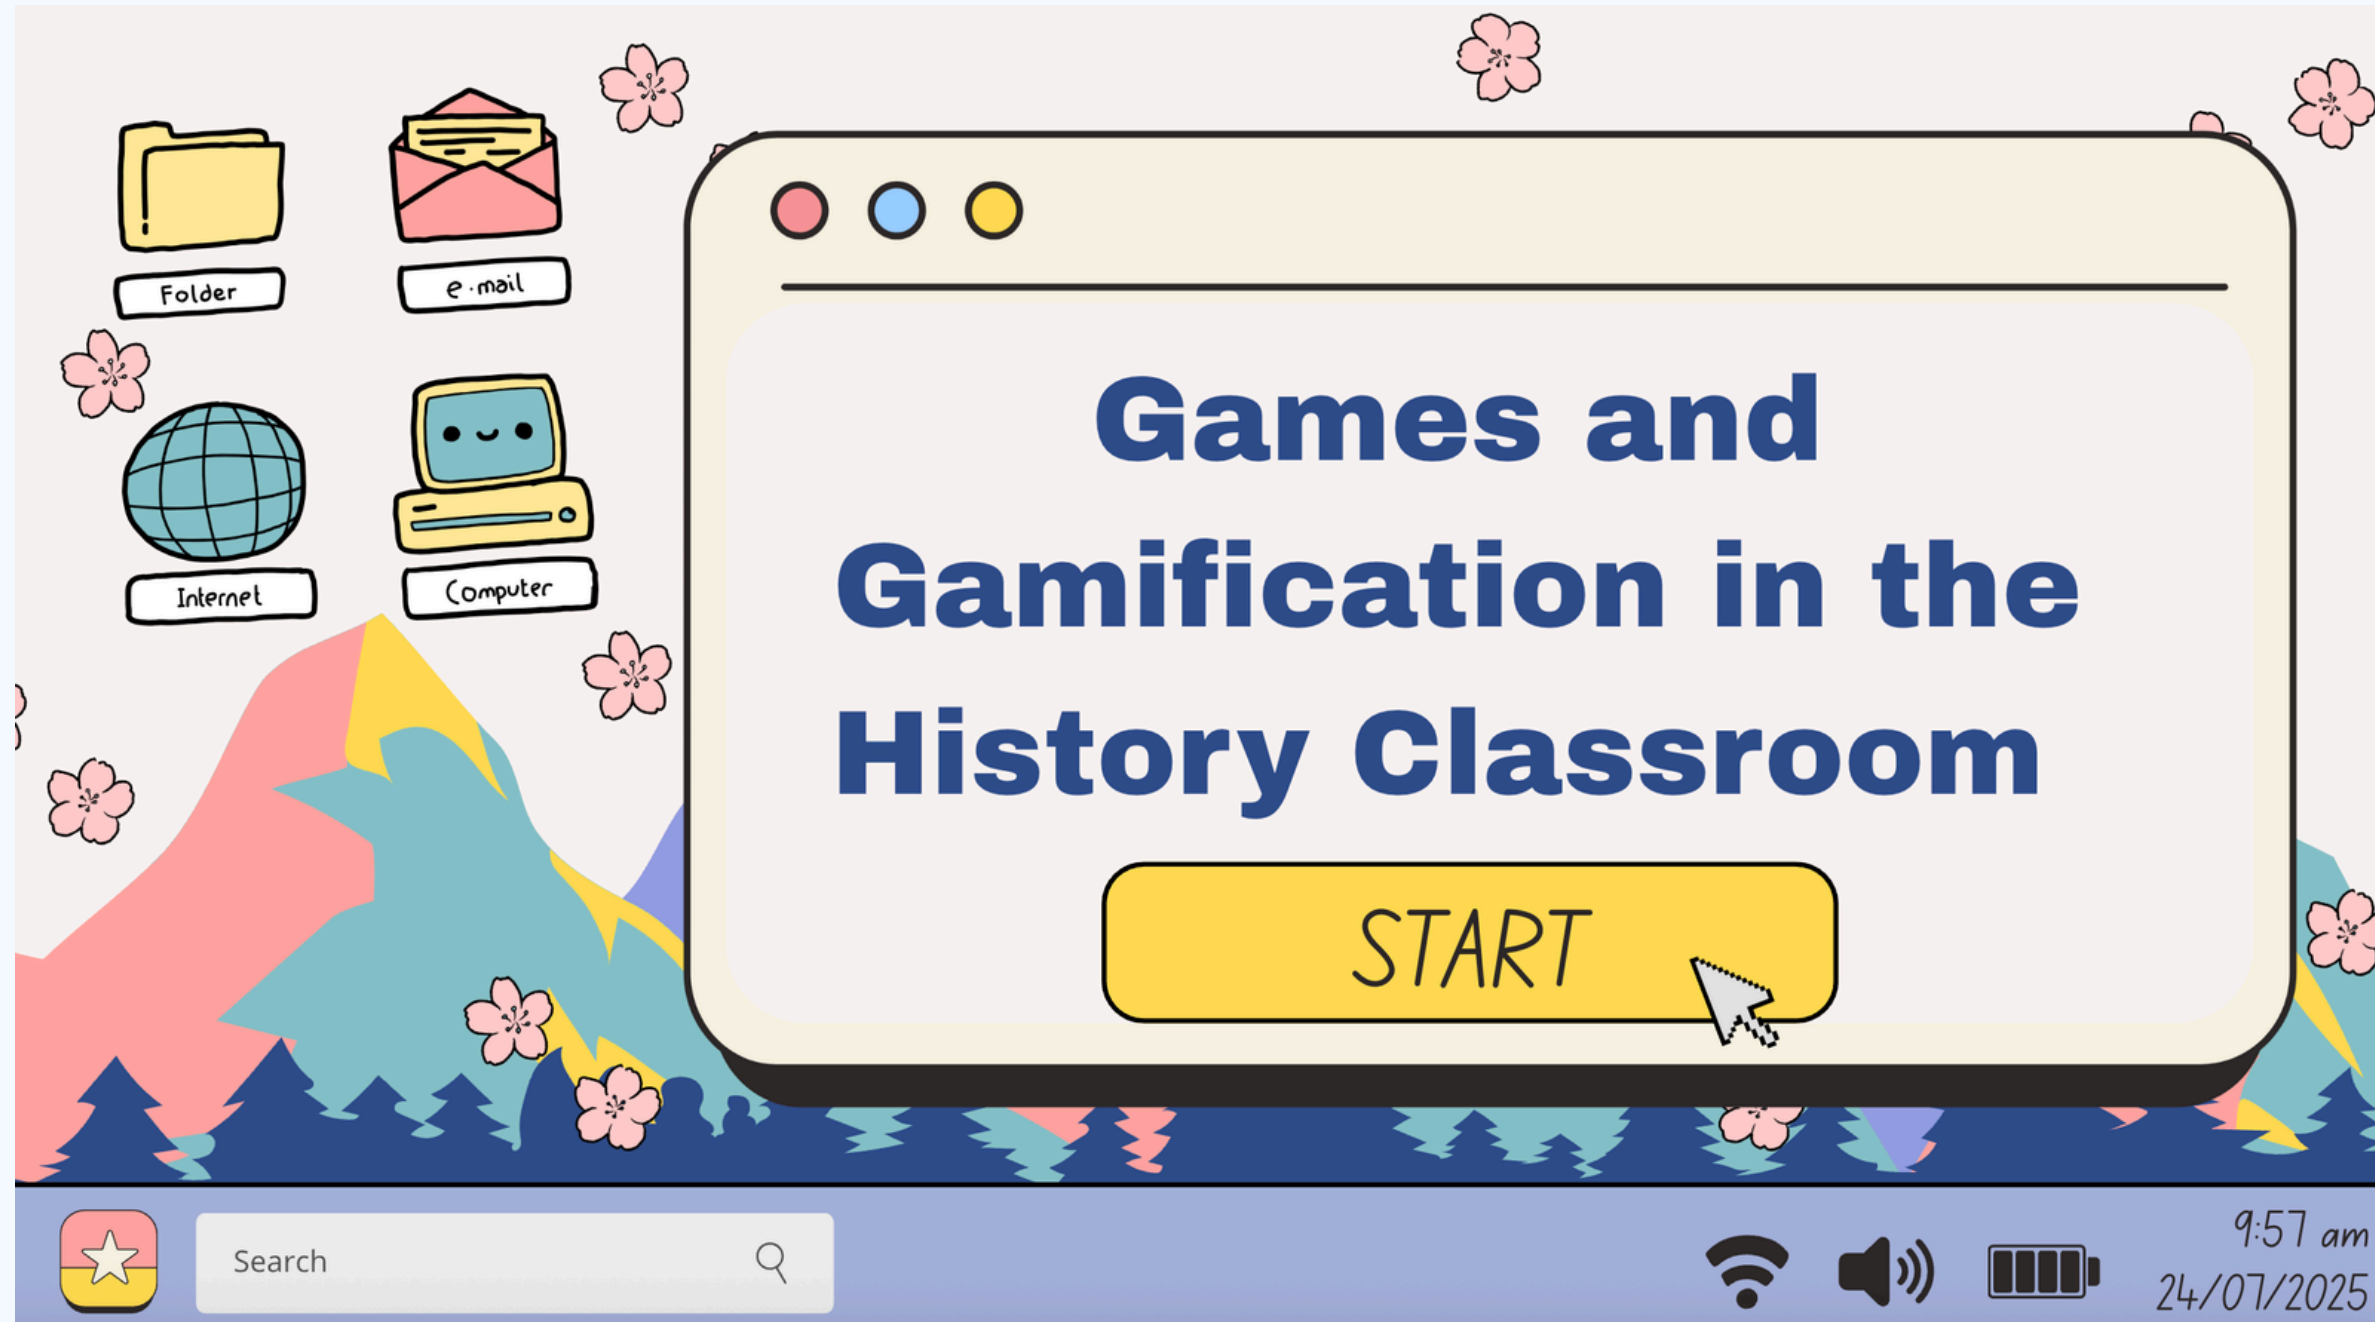 Folder
e.mail
Internet
Computer
Games and
Gamification in the
History Classroom
START
Search
9:57 am
24/07/2025